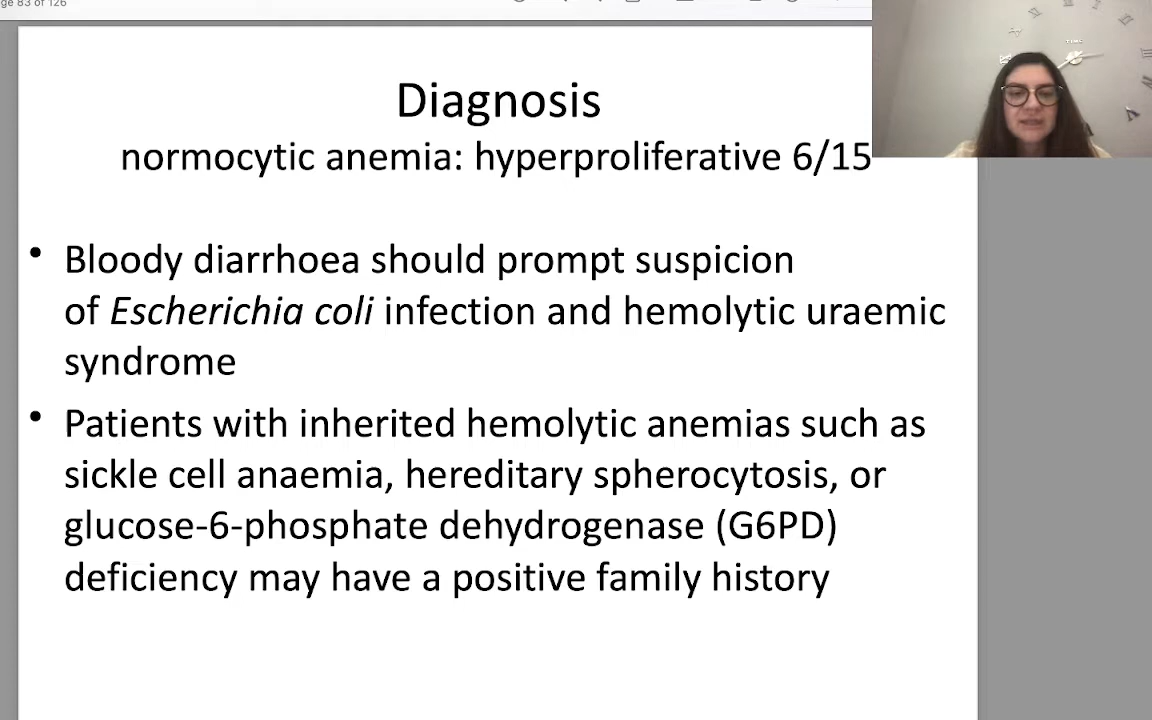 ge 83 of 126
Diagnosis
normocytic anemia: hyperproliferative 6/15
• Bloody diarrhoea should prompt suspicion
of Escherichia coli infection and hemolytic uraemic
syndrome
• Patients with inherited hemolytic anemias such as
sickle cell anaemia, hereditary spherocytosis, or
glucose-6-phosphate dehydrogenase (G6PD)
deficiency may have a positive family history
TIME